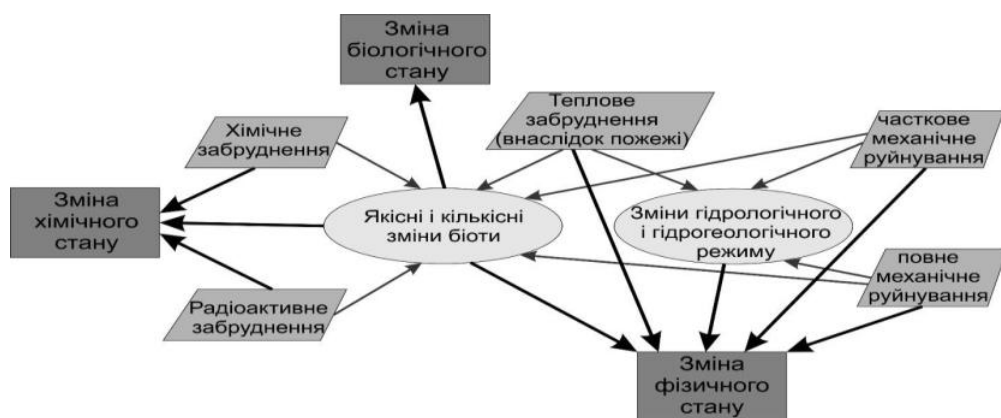 Зміна
біологічного
стану
Теплове
забруднення
(внаслідок пожежі)
часткове
механічне
руйнування
Хімічне
забруднення
Зміна
хімічного
стану
Якісні і кількісні
зміни біоти
Зміни гідрологічного
і гідрогеологічного
режиму
повне
механічне
руйнування
Радіоактивне
забруднення
Зміна
фізичного
стану